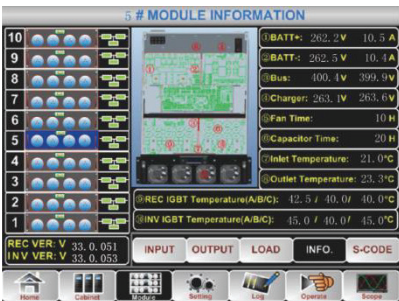 5 # MODULE INFORMATION
10
9
8
7
6
5
4
3
2
1
①BATT+: 262.2V 10.5A
②BATT-: 262.5V 10.4A
③Bus: 400.4V 399.9V
④Charger: 263.1V 263.6V
⑤Fan Time: 10H
⑥Capacitor Time: 20H
⑦Inlet Temperature: 21.0°C
⑧Outlet Temperature: 23.3°C
⑨REC IGBT Temperature(A/B/C): 42.5/ 40.0/ 40.0°C
⑩INV IGBT Temperature(A/B/C): 45.0/ 40.0/ 45.0°C
REC VER: V 33.0.051
INV VER: V 33.0.053
INPUT OUTPUT LOAD INFO. S-CODE
Home Cabinet Module Setting Log Operate Scope